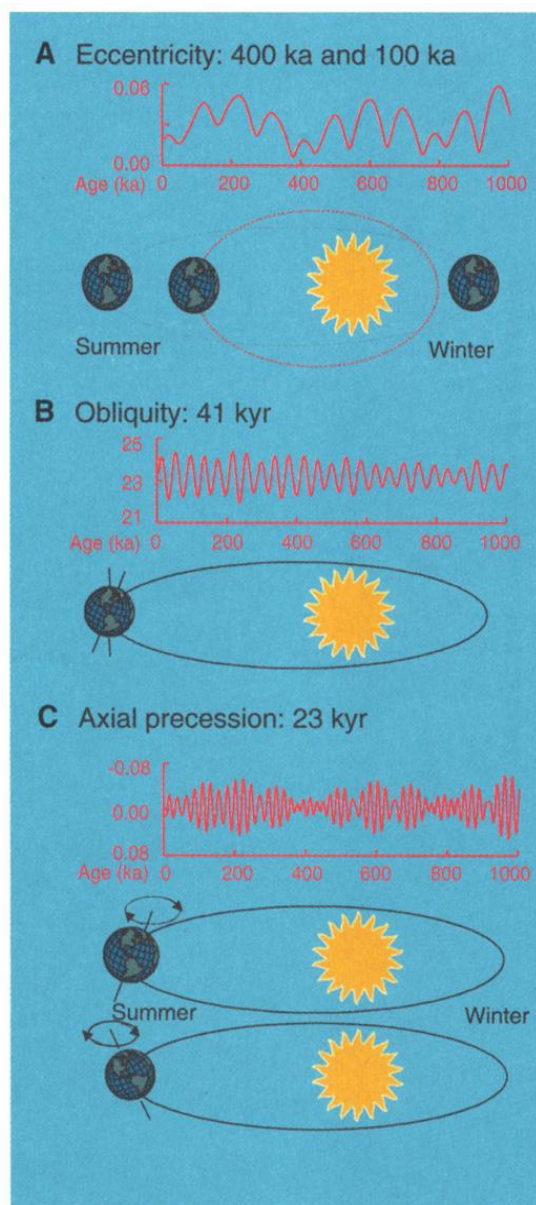 A Eccentricity: 400 ka and 100 ka
0.06
0.00
Age (ka) 0 200 400 600 800 1000
Summer
Winter
B Obliquity: 41 kyr
25
23
21
Age (ka) 0 200 400 600 800 1000
C Axial precession: 23 kyr
-0.08
0.00
0.08
Age (ka) 0 200 400 600 800 1000
Summer
Winter